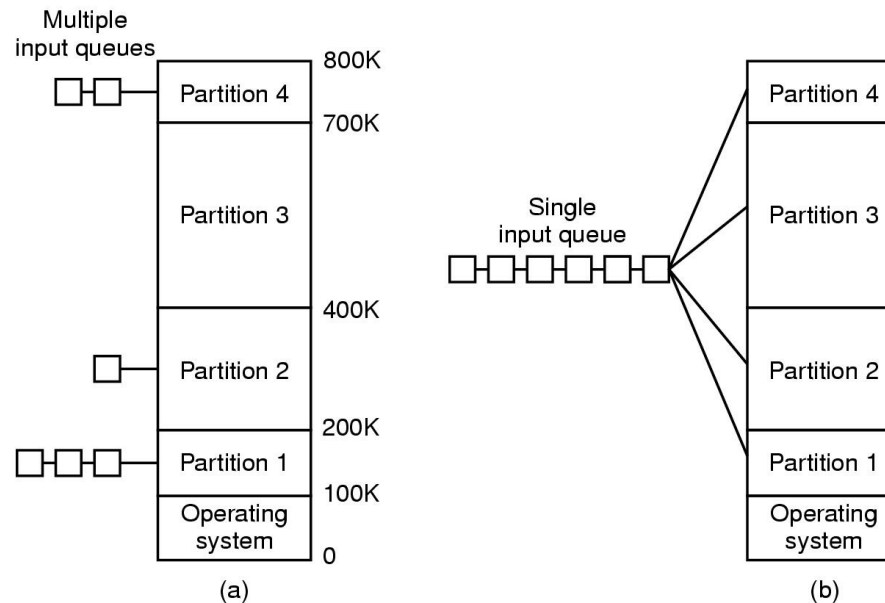 Multiple
input queues
800K
Partition 4
700K
Partition 3
400K
Partition 2
200K
Partition 1
100K
Operating
system
0
(a)
Single
input queue
Partition 4
Partition 3
Partition 2
Partition 1
Operating
system
(b)